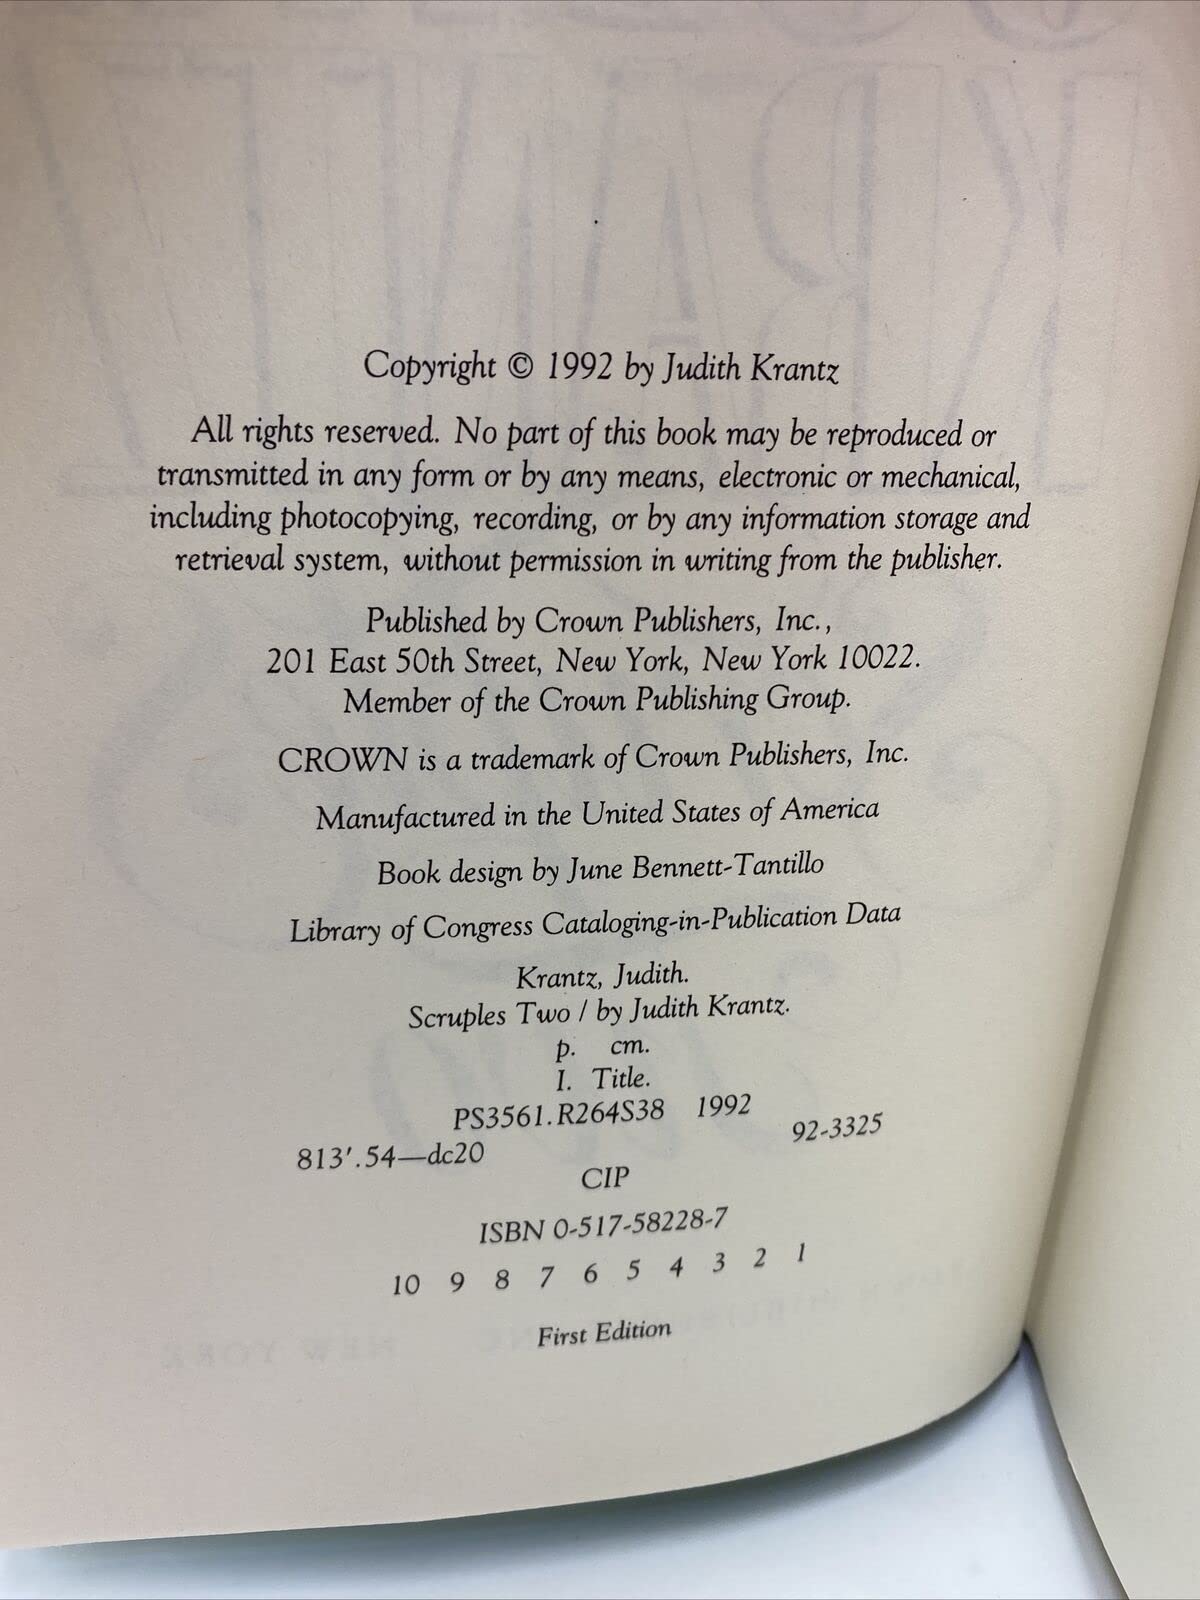 Copyright © 1992 by Judith Krantz
All rights reserved. No part of this book may be reproduced or
transmitted in any form or by any means, electronic or mechanical,
including photocopying, recording, or by any information storage and
retrieval system, without permission in writing from the publisher.
Published by Crown Publishers, Inc.,
201 East 50th Street, New York, New York 10022.
Member of the Crown Publishing Group.
CROWN is a trademark of Crown Publishers, Inc.
Manufactured in the United States of America
Book design by June Bennett-Tantillo
Library of Congress Cataloging-in-Publication Data
Krantz, Judith.
Scruples Two / by Judith Krantz.
p. cm.
I. Title.
PS3561.R264S38 1992
813'.54—dc20 92-3325
CIP
ISBN 0-517-58228-7
10 9 8 7 6 5 4 3 2 1
First Edition